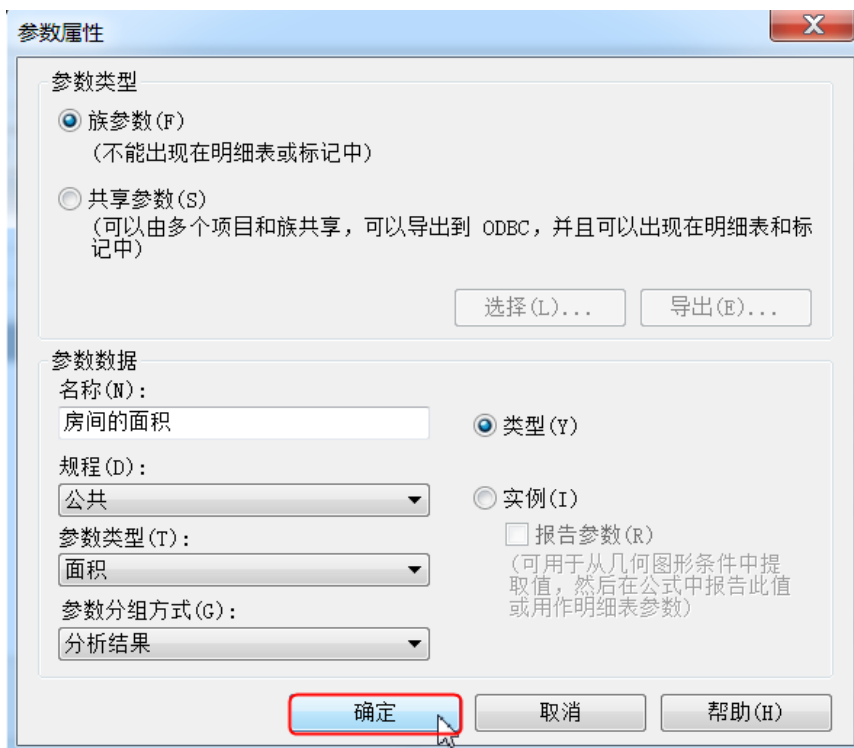 参数属性
参数类型
族参数(F)
(不能出现在明细表或标记中)
共享参数(S)
(可以由多个项目和族共享，可以导出到 ODBC，并且可以出现在明细表和标
记中)
选择(L)...
导出(E)...
参数数据
名称(N):
房间的面积
类型(Y)
规程(D):
公共
实例(I)
参数类型(T):
报告参数(R)
面积
(可用于从几何图形条件中提
取值，然后在公式中报告此值
或用作明细表参数)
参数分组方式(G):
分析结果
确定
取消
帮助(H)